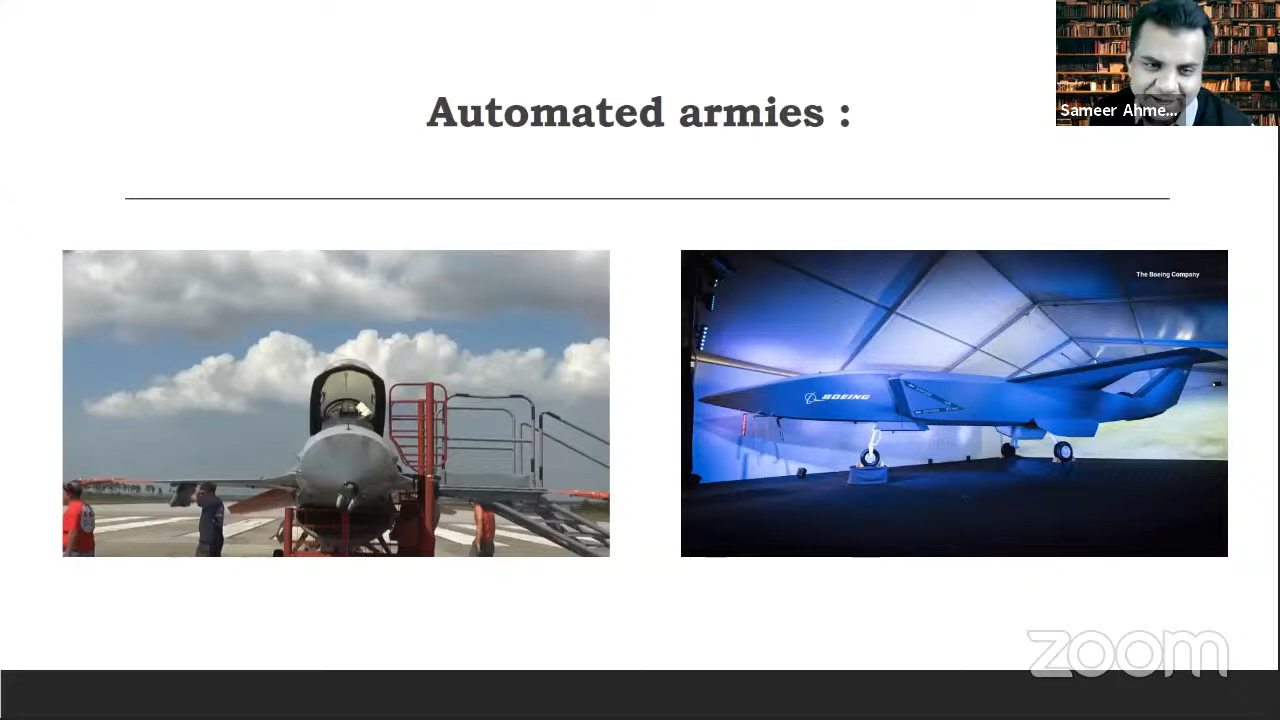 Automated armies :
Sameer Ahme...
The Boeing Company
BOEING
zoom